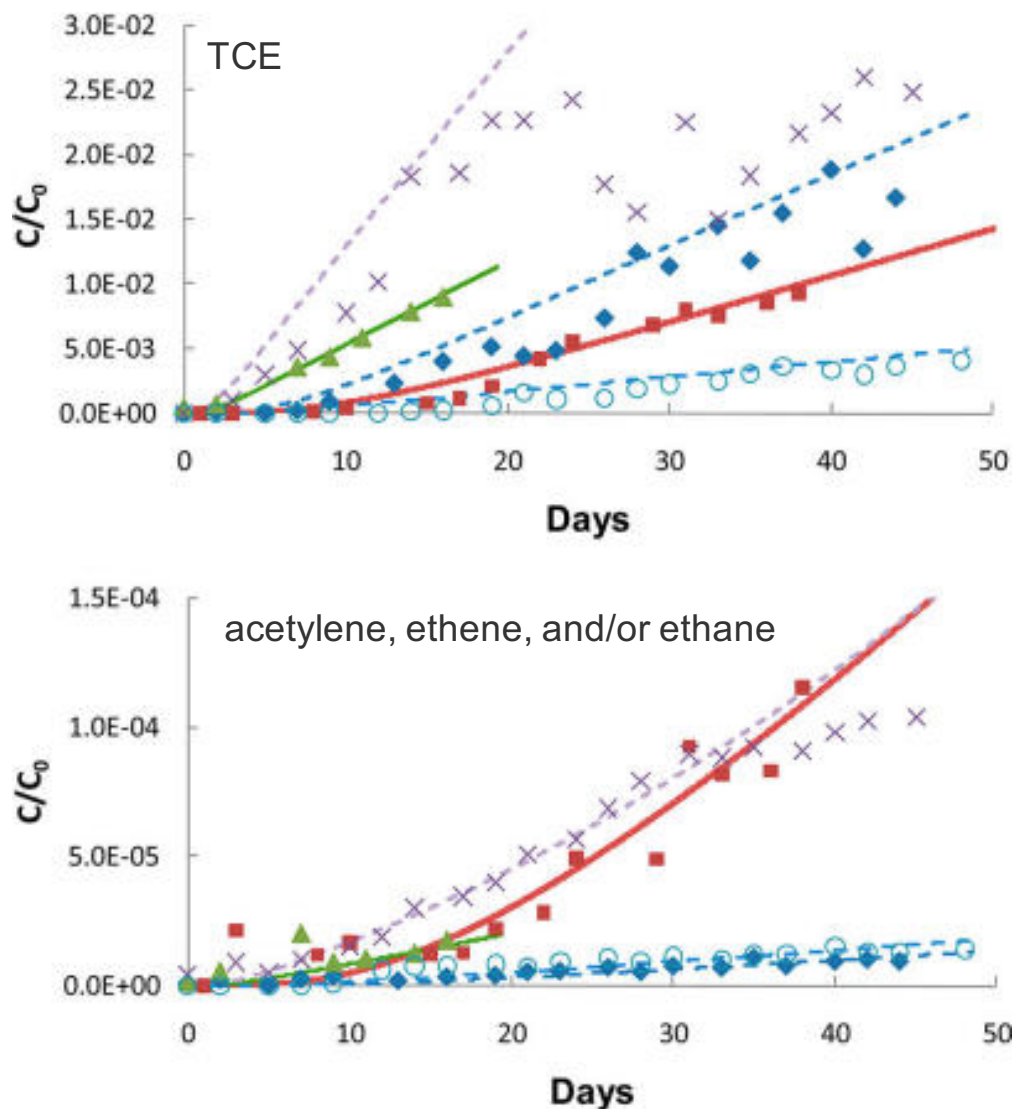 3.0E-02
TCE
2.5E-02
2.0E-02
C/C0
1.5E-02
1.0E-02
5.0E-03
0.0E+00
0 10 20 30 40 50
Days
1.5E-04
acetylene, ethene, and/or ethane
1.0E-04
C/C0
5.0E-05
0.0E+00
0 10 20 30 40 50
Days